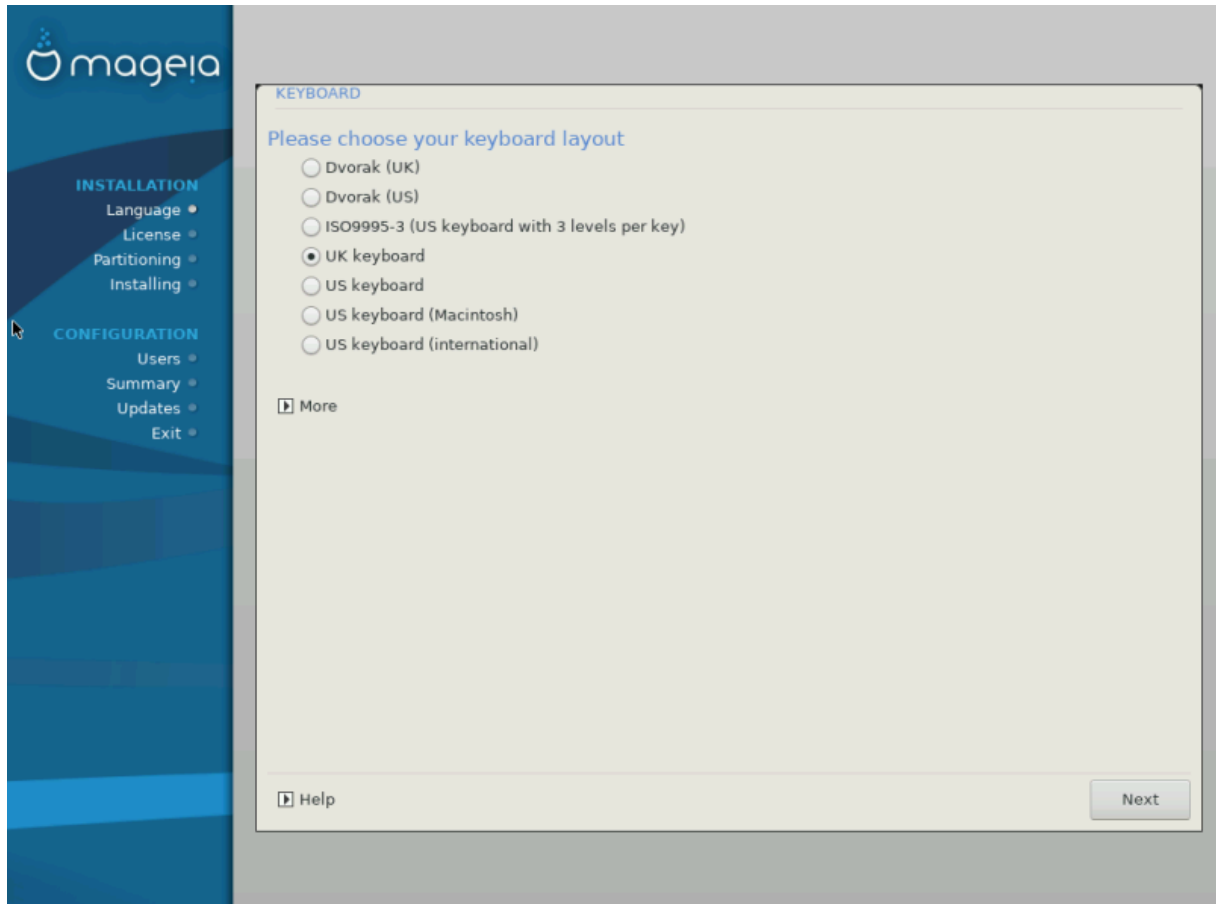 mageia
INSTALLATION
Language
License
Partitioning
Installing
CONFIGURATION
Users
Summary
Updates
Exit
KEYBOARD
Please choose your keyboard layout
Dvorak (UK)
Dvorak (US)
ISO9995-3 (US keyboard with 3 levels per key)
UK keyboard
US keyboard
US keyboard (Macintosh)
US keyboard (international)
More
Help
Next